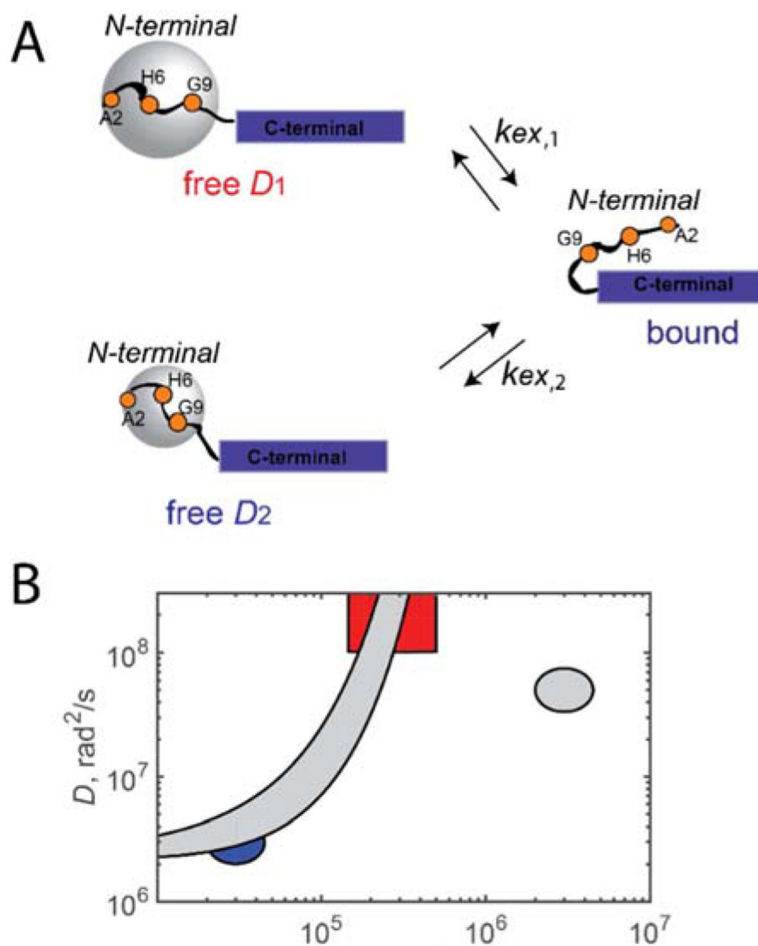 A
N-terminal
H6
G9
A2
C-terminal
free D1
kex,1
N-terminal
G9
A2
H6
C-terminal
bound
N-terminal
H6
G9
A2
C-terminal
kex,2
free D2
B
D, rad²/s
10⁸
10⁷
10⁶
10⁵ 10⁶ 10⁷